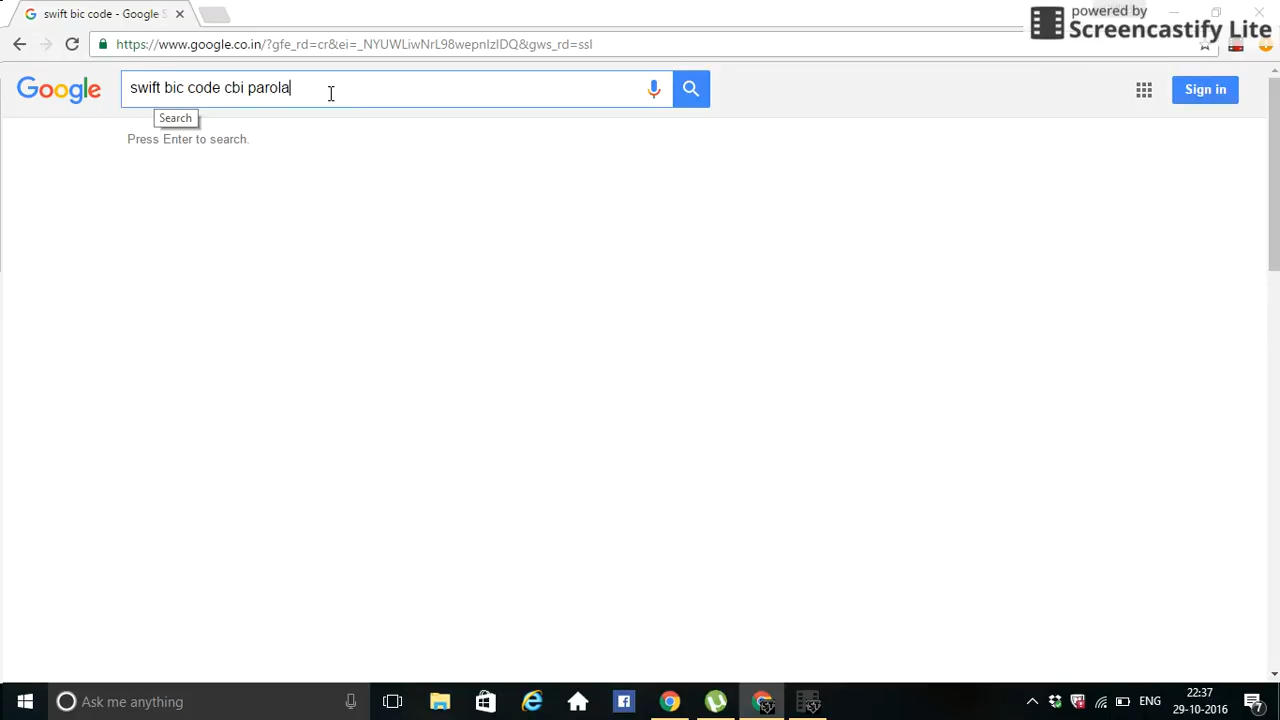 powered by
Screencastify Lite
swift bic code - Google S
https://www.google.co.in/?gfe_rd=cr&ei=_NYUWLiwNrL98wepnIzIDQ&gws_rd=ssl
Google
swift bic code cbi parola
Sign in
Search
Press Enter to search.
Ask me anything
ENG
22:37
29-10-2016
7